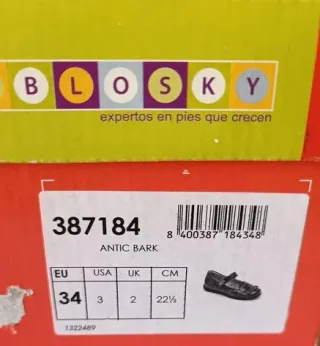 BLOSKY
expertos en pies que crecen
387184
ANTIC BARK
8 400387 184348
EU USA UK CM
34 3 2 22½
1322489